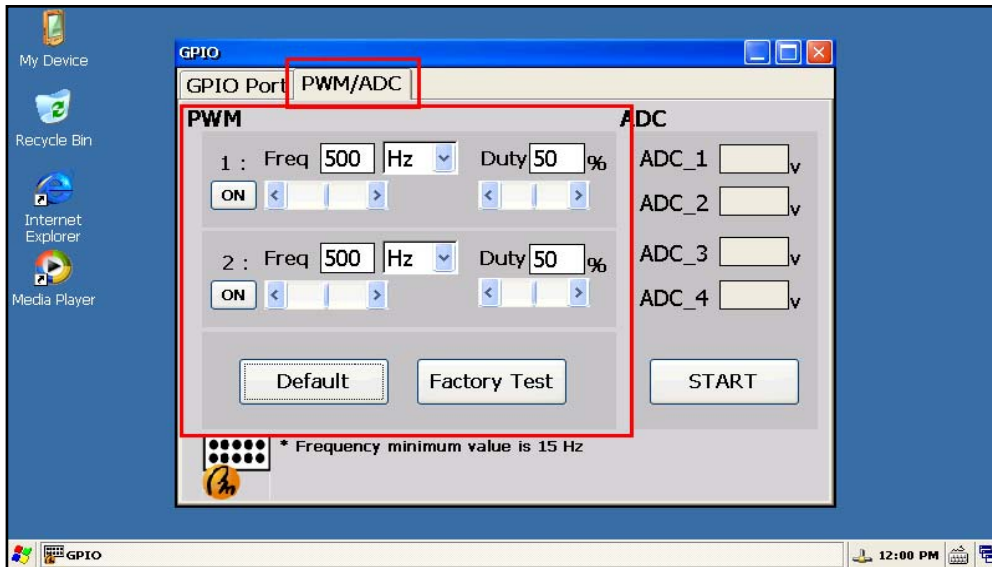 My Device
Recycle Bin
Internet
Explorer
Media Player
GPIO
GPIO Port PWM/ADC
PWM
1 : Freq 500 Hz Duty 50 %
ON
2 : Freq 500 Hz Duty 50 %
ON
Default Factory Test
ADC
ADC_1 v
ADC_2 v
ADC_3 v
ADC_4 v
START
* Frequency minimum value is 15 Hz
GPIO
12:00 PM